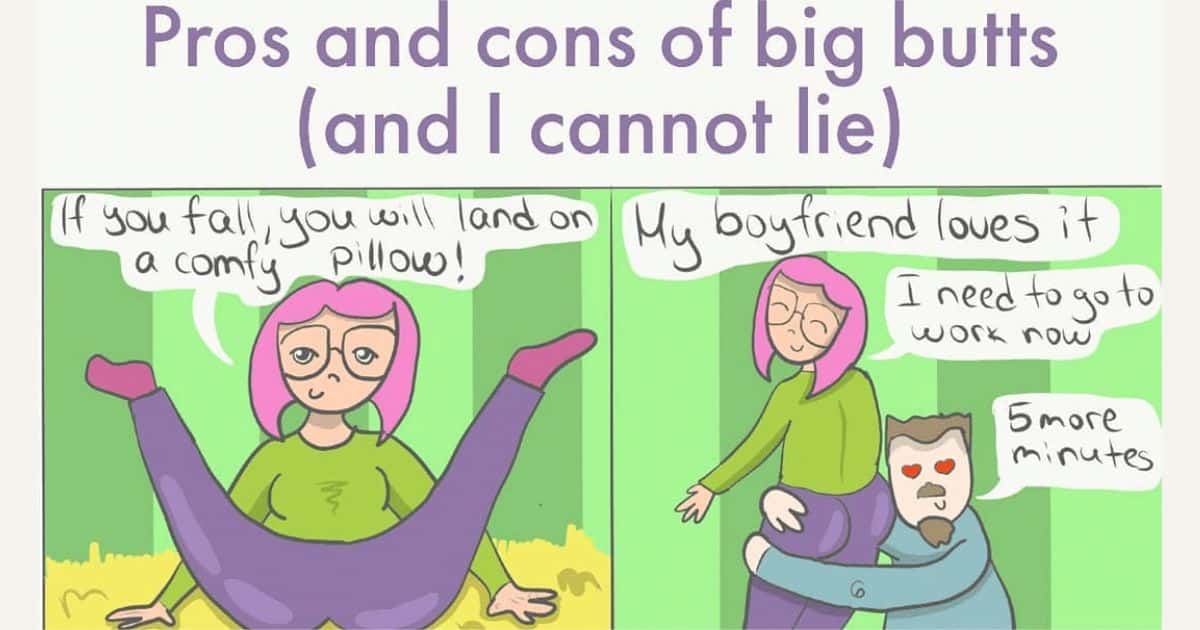 Pros and cons of big butts
(and I cannot lie)
If you fall, you will land on
a comfy pillow!
My boyfriend loves it
I need to go to
work now
5 more
minutes